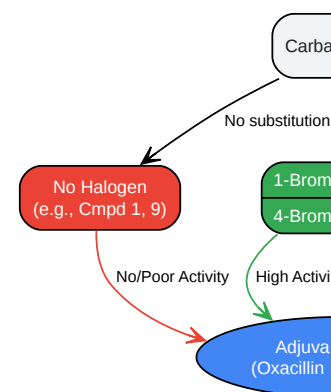 Carba
No substitution
No Halogen
(e.g., Cmpd 1, 9)
1-Brom
4-Brom
No/Poor Activity
High Activi
Adjuva
(Oxacillin